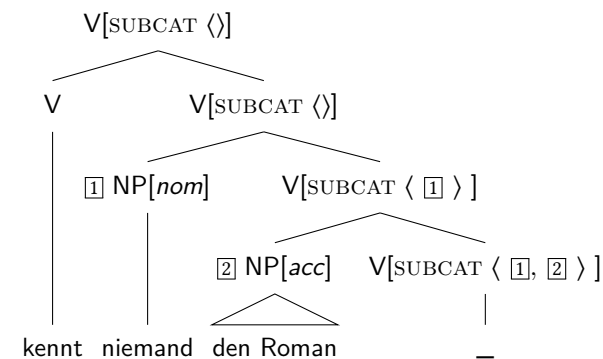 V[SUBCAT ⟨⟩]
V V[SUBCAT ⟨⟩]
1 NP[nom] V[SUBCAT ⟨ 1 ⟩ ]
2 NP[acc] V[SUBCAT ⟨ 1, 2 ⟩ ]
kennt niemand den Roman _